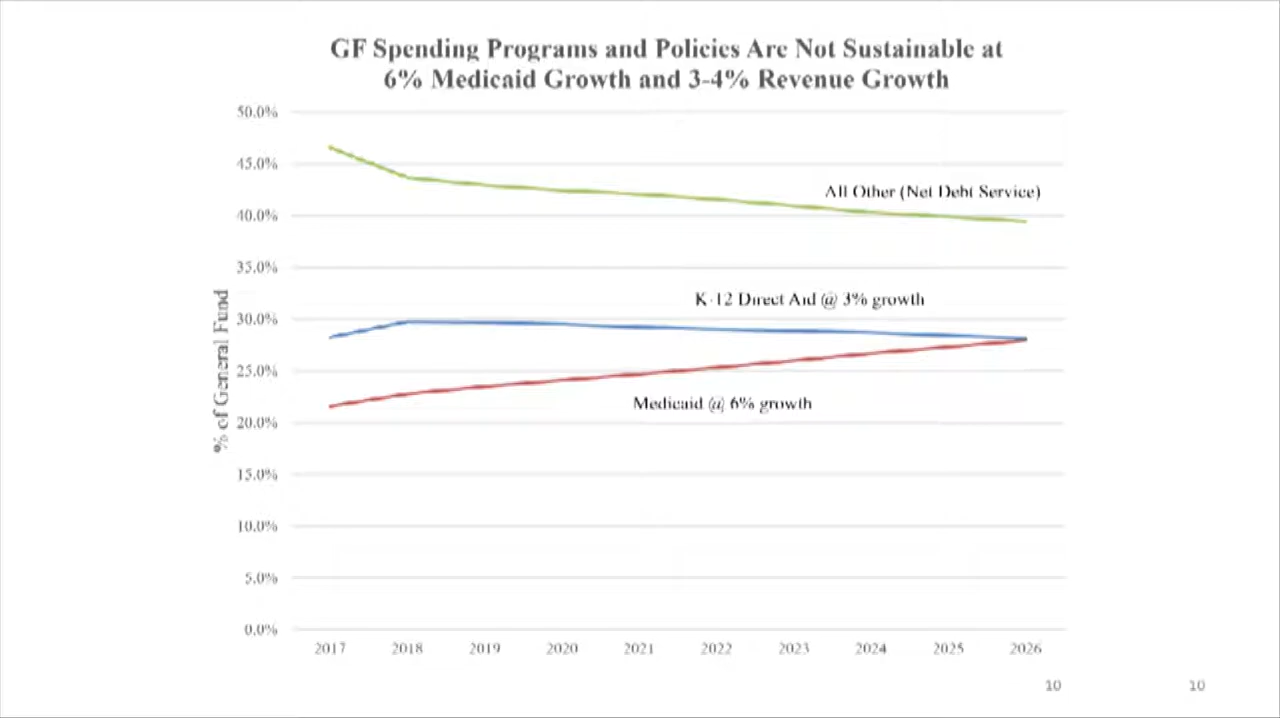 GF Spending Programs and Policies Are Not Sustainable at
6% Medicaid Growth and 3-4% Revenue Growth
% of General Fund
50.0%
45.0%
40.0%
35.0%
30.0%
25.0%
20.0%
15.0%
10.0%
5.0%
0.0%
All Other (Net Debt Service)
K-12 Direct Aid @ 3% growth
Medicaid @ 6% growth
2017 2018 2019 2020 2021 2022 2023 2024 2025 2026
10 10